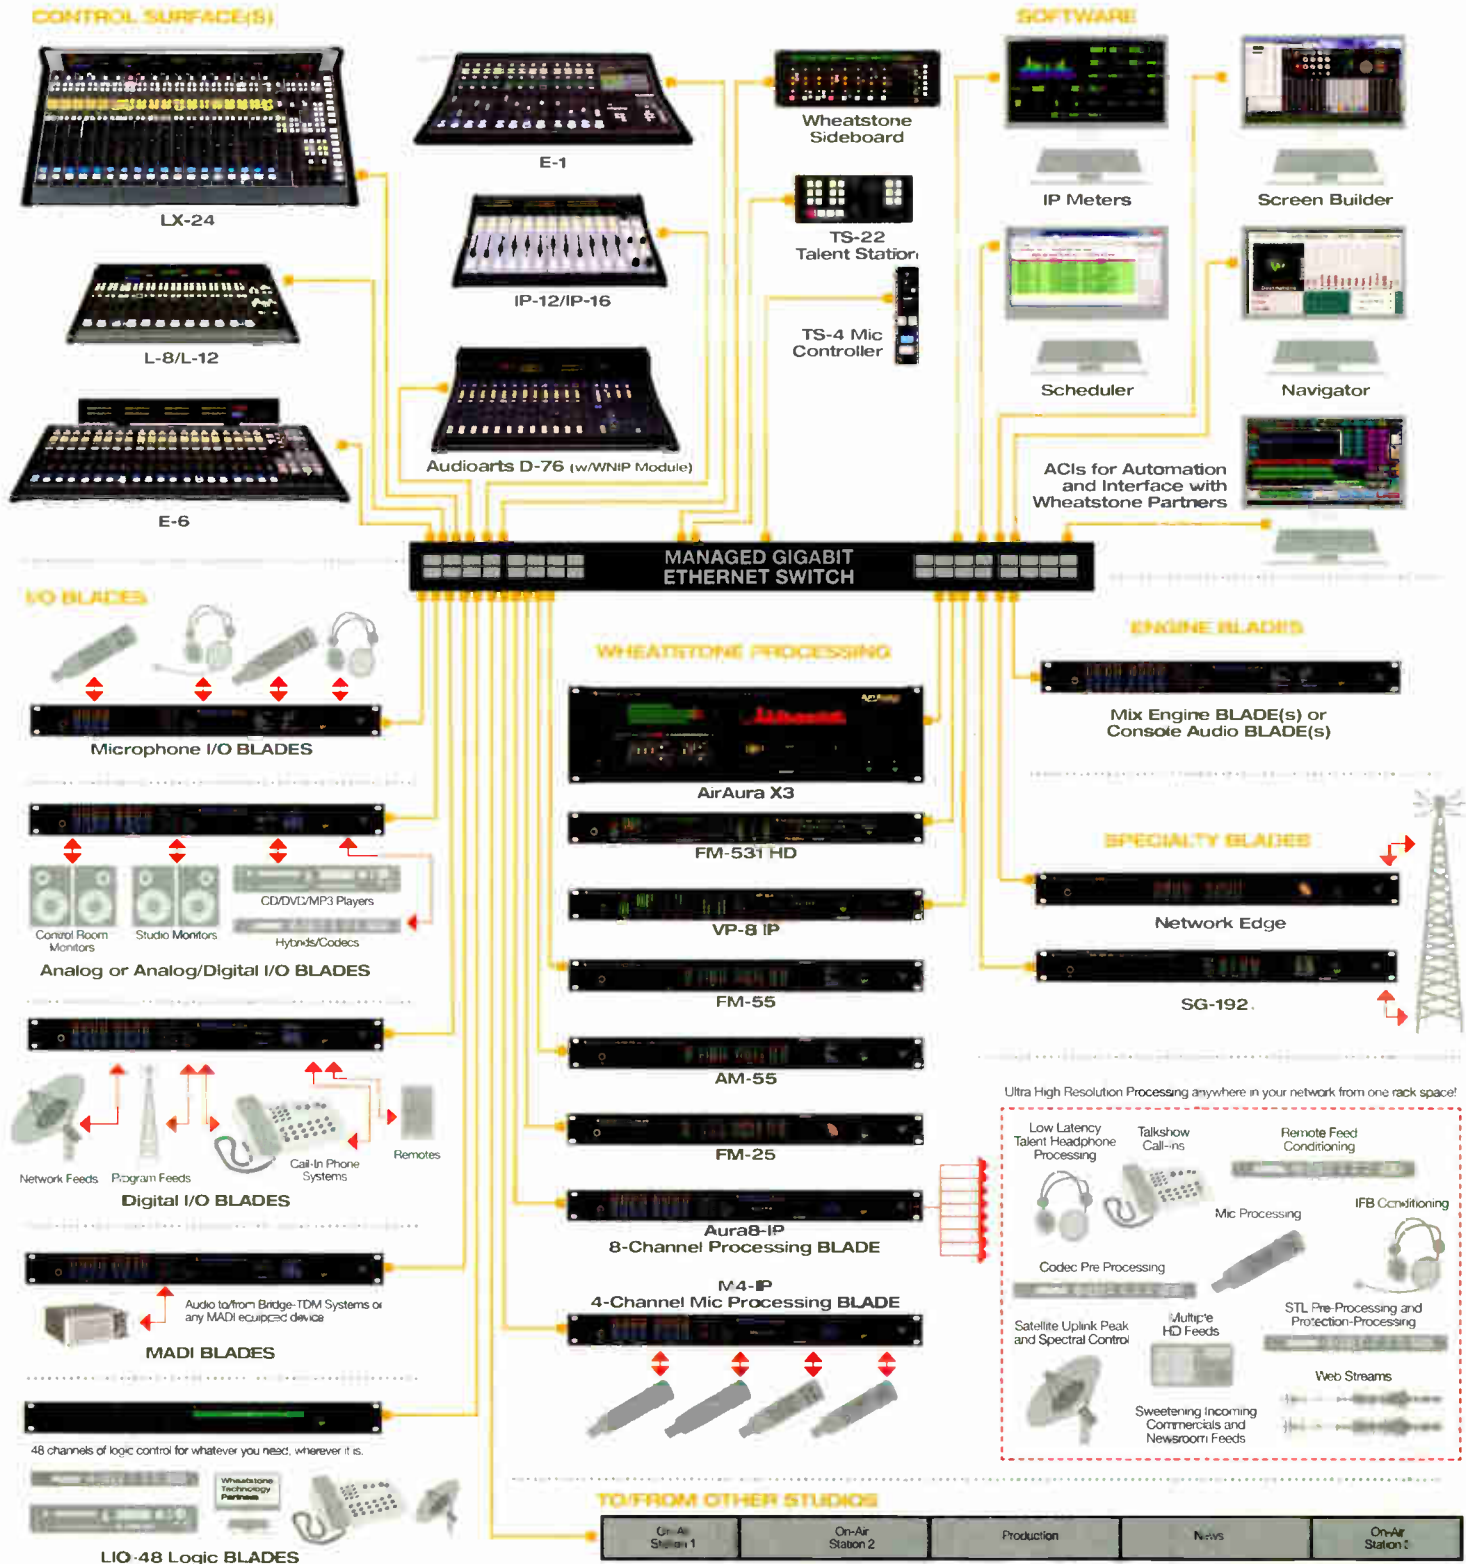 CONTROL SURFACE(S)
LX-24
L-8/L-12
E-6
E-1
IP-12/IP-16
Audioarts D-76 (w/WNIP Module)
Wheatstone
Sideboard
TS-22
Talent Station
TS-4 Mic
Controller
SOFTWARE
IP Meters
Screen Builder
Scheduler
Navigator
ACIs for Automation
and Interface with
Wheatstone Partners
MANAGED GIGABIT
ETHERNET SWITCH
I/O BLADES
Microphone I/O BLADES
Control Room
Monitors
Studio Monitors
CD/DVD/MP3 Players
Hybrids/Codecs
Analog or Analog/Digital I/O BLADES
Network Feeds
Program Feeds
Call-In Phone
Systems
Remotes
Digital I/O BLADES
Audio to/from Bridge-TDM Systems or
any MADI equipped device
MADI BLADES
48 channels of logic control for whatever you need, wherever it is.
Wheatstone
Technology
Partners
LIO-48 Logic BLADES
WHEATSTONE PROCESSING
AirAura X3
FM-531 HD
VP-8 IP
FM-55
AM-55
FM-25
Aura8-IP
8-Channel Processing BLADE
M4-IP
4-Channel Mic Processing BLADE
ENGINE BLADES
Mix Engine BLADE(s) or
Console Audio BLADE(s)
SPECIALTY BLADES
Network Edge
SG-192
Ultra High Resolution Processing anywhere in your network from one rack space!
Low Latency
Talent Headphone
Processing
Talkshow
Call-ins
Remote Feed
Conditioning
Mic Processing
IFB Conditioning
Codec Pre Processing
Satellite Uplink Peak
and Spectral Control
Multiple
HD Feeds
STL Pre-Processing and
Protection-Processing
Web Streams
Sweetening Incoming
Commercials and
Newsroom Feeds
TO/FROM OTHER STUDIOS
On-Air
Station 1
On-Air
Station 2
Production
News
On-Air
Station